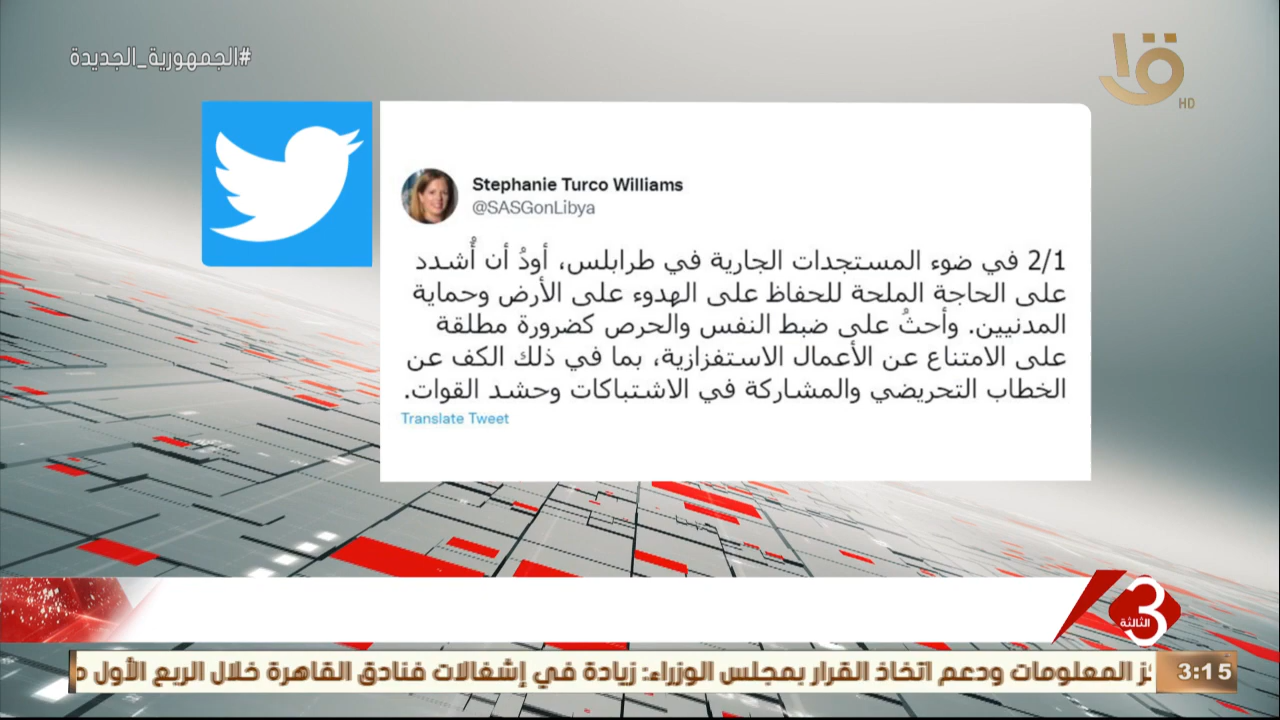 #الجمهورية_الجديدة
HD
Stephanie Turco Williams
@SASGonLibya
2/1 في ضوء المستجدات الجارية في طرابلس، أودُ أن أُشدد
على الحاجة الملحة للحفاظ على الهدوء على الأرض وحماية
المدنيين. وأحثُ على ضبط النفس والحرص كضرورة مطلقة
على الامتناع عن الأعمال الاستفزازية، بما في ذلك الكف عن
الخطاب التحريضي والمشاركة في الاشتباكات وحشد القوات.
Translate Tweet
3
الثالثة
المعلومات ودعم اتخاذ القرار بمجلس الوزراء: زيادة في إشغالات فنادق القاهرة خلال الربع الأول
3:15